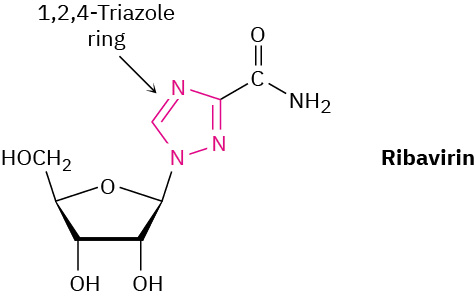 1,2,4-Triazole
ring
O
C
NH₂
N
N
N
HOCH₂
O
OH OH
Ribavirin